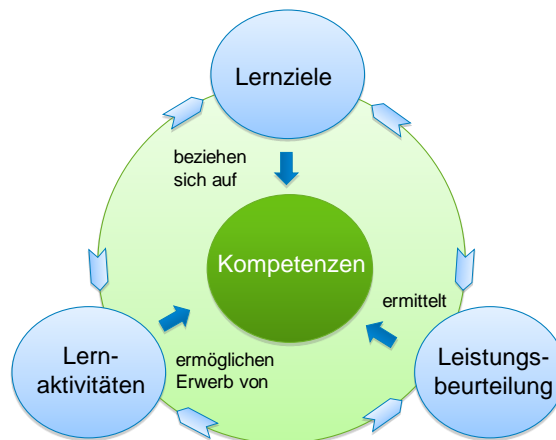 Lernziele
beziehen
sich auf
Kompetenzen
ermittelt
Lern-
aktivitäten
ermöglichen
Erwerb von
Leistungs-
beurteilung